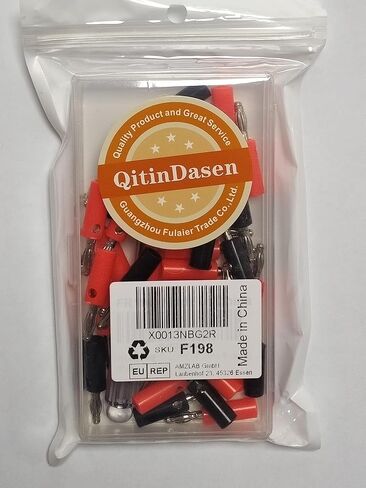 Quality Product and Great Service
QitinDasen
Guangzhou Fulaier Trade Co., Ltd.
X0013NBG2R
SKU F198
Made in China
EU REP
AMZLAB GmbH
Laubenhof 23, 45326 Essen